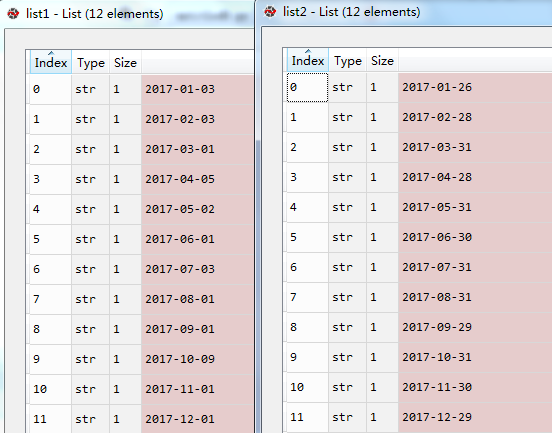 list1 - List (12 elements)
Index Type Size
0 str 1 2017-01-03
1 str 1 2017-02-03
2 str 1 2017-03-01
3 str 1 2017-04-05
4 str 1 2017-05-02
5 str 1 2017-06-01
6 str 1 2017-07-03
7 str 1 2017-08-01
8 str 1 2017-09-01
9 str 1 2017-10-09
10 str 1 2017-11-01
11 str 1 2017-12-01
list2 - List (12 elements)
Index Type Size
0 str 1 2017-01-26
1 str 1 2017-02-28
2 str 1 2017-03-31
3 str 1 2017-04-28
4 str 1 2017-05-31
5 str 1 2017-06-30
6 str 1 2017-07-31
7 str 1 2017-08-31
8 str 1 2017-09-29
9 str 1 2017-10-31
10 str 1 2017-11-30
11 str 1 2017-12-29